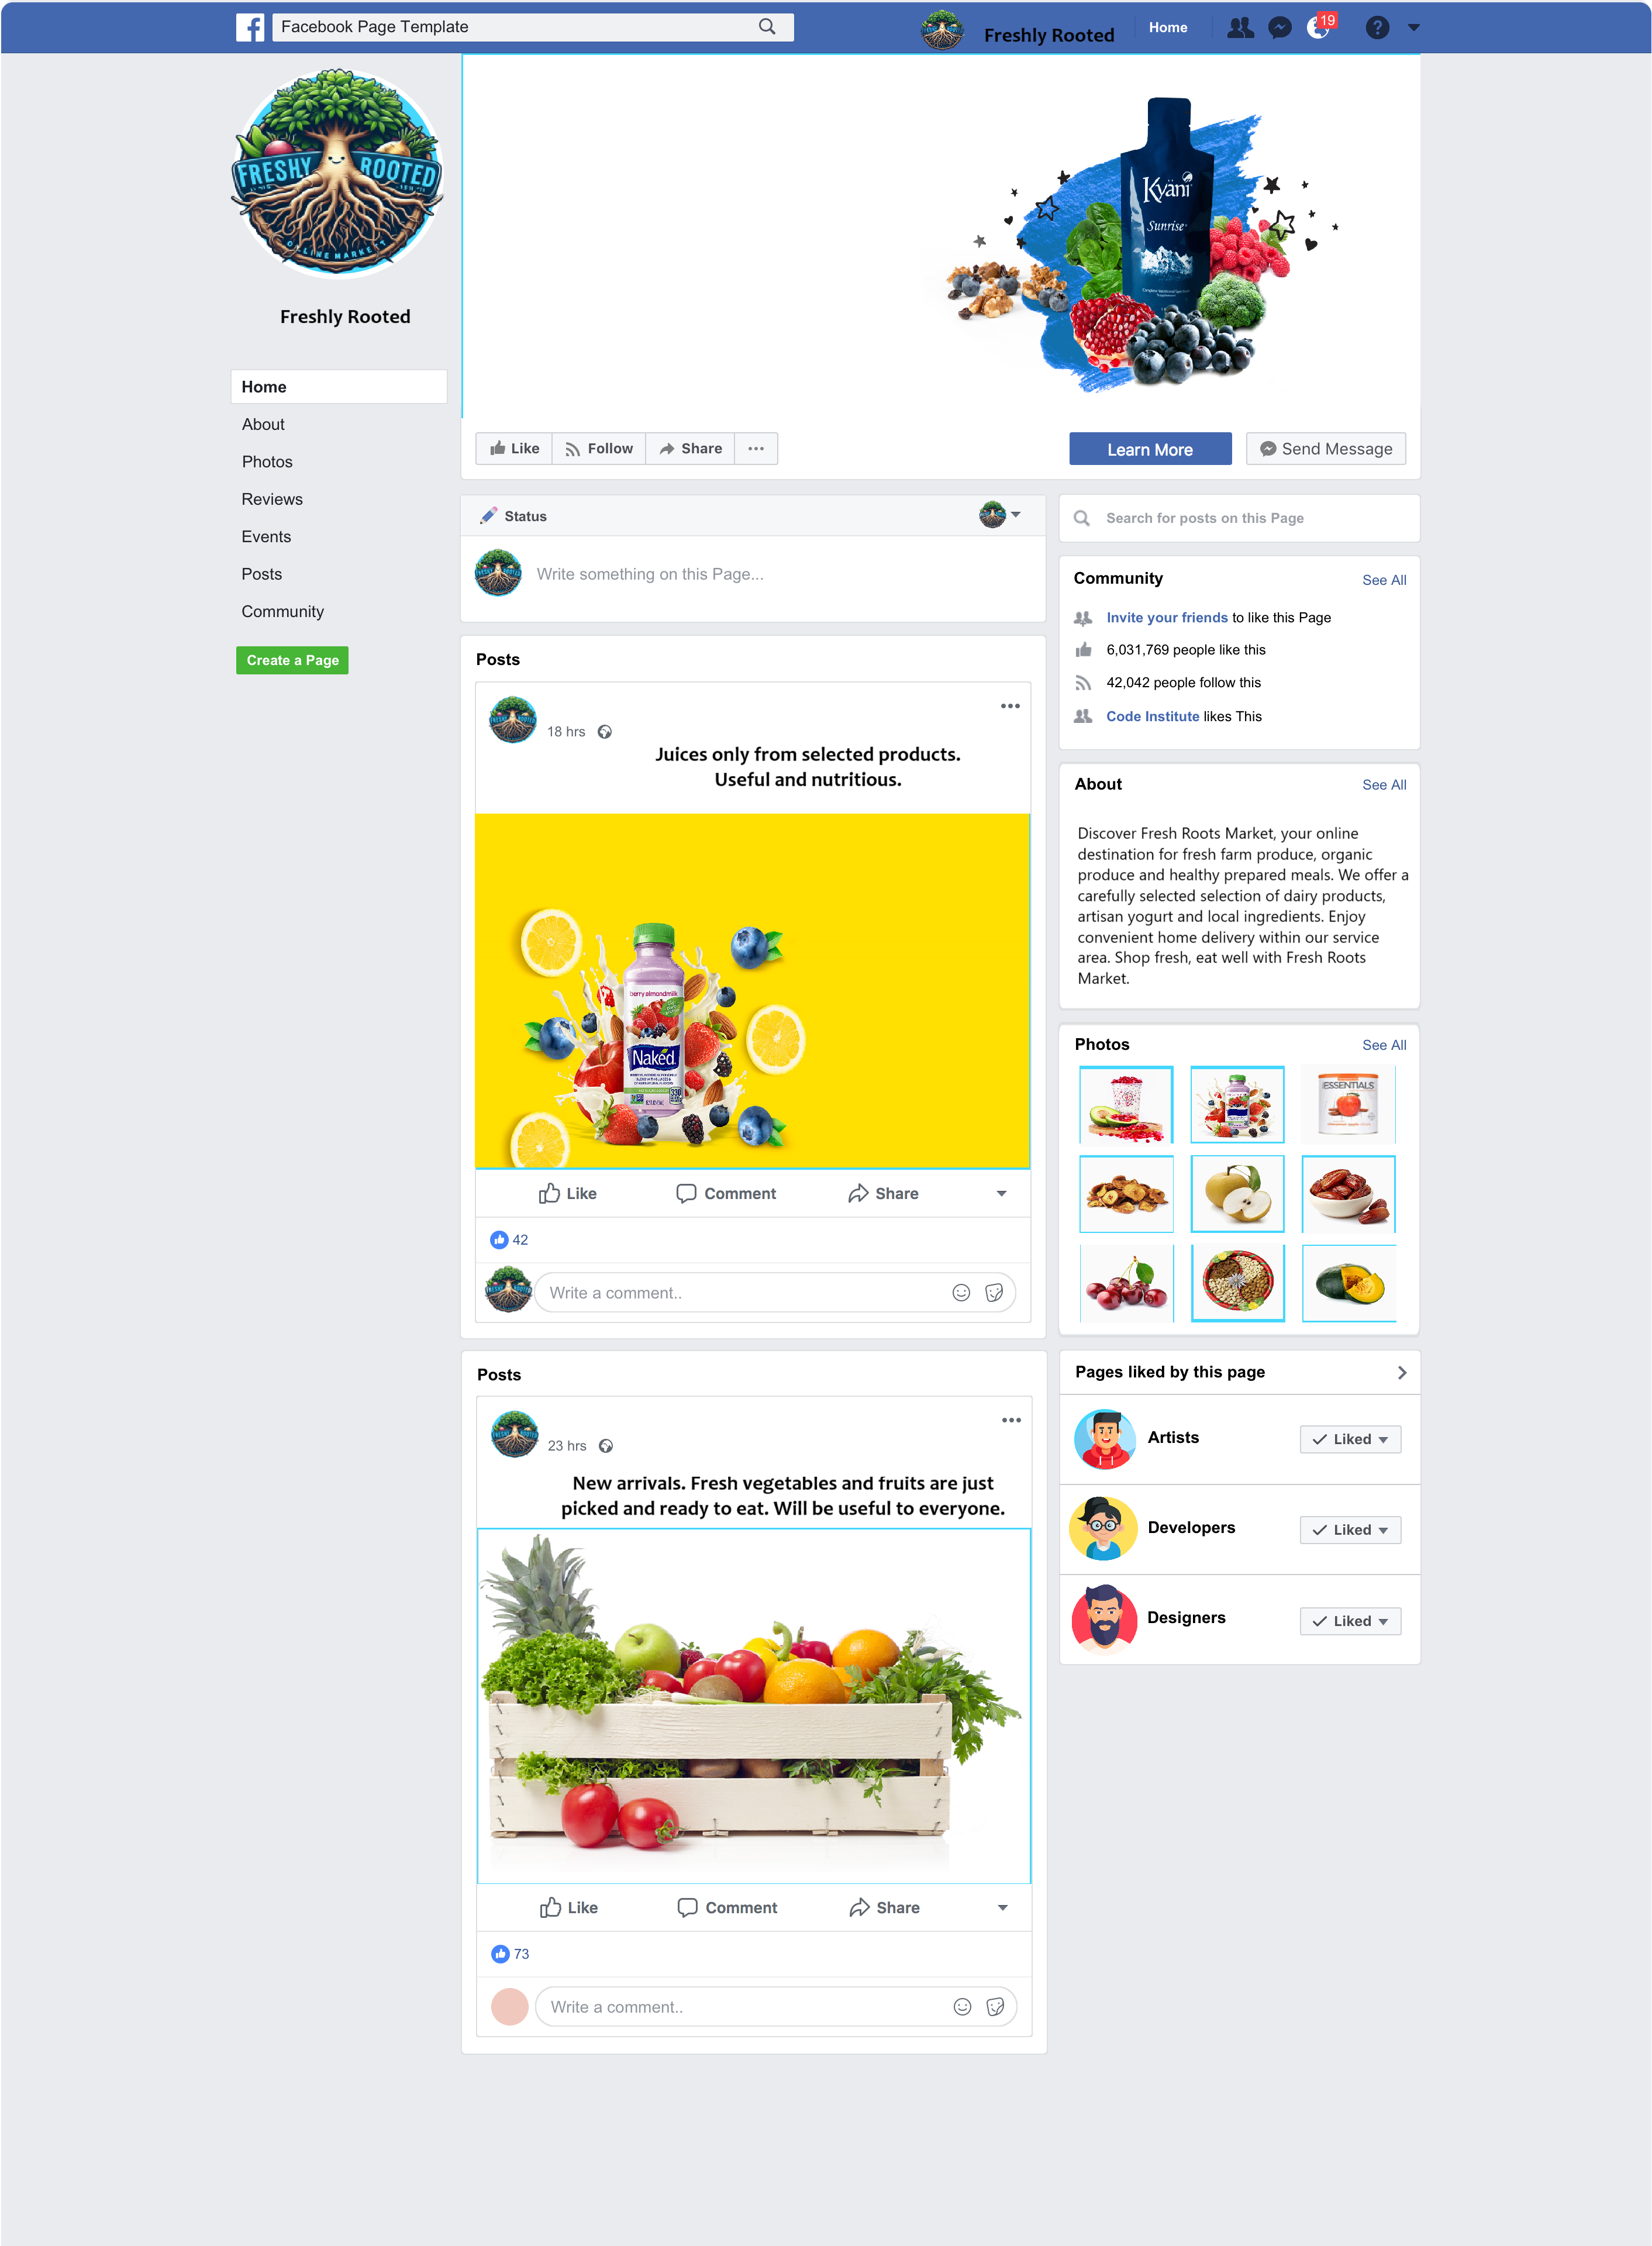 Facebook Page Template
Freshly Rooted
Home
19
?
FRESHY ROOTED
Freshly Rooted
Home
About
Photos
Reviews
Events
Posts
Community
Create a Page
Kyäni
Sunrise
Like
Follow
Share
Learn More
Send Message
Status
Write something on this Page...
Posts
18 hrs
Juices only from selected products.
Useful and nutritious.
berry almondmilk
Naked
Like
Comment
Share
42
Write a comment..
Posts
23 hrs
New arrivals. Fresh vegetables and fruits are just
picked and ready to eat. Will be useful to everyone.
Like
Comment
Share
73
Write a comment..
Search for posts on this Page
Community
See All
Invite your friends to like this Page
6,031,769 people like this
42,042 people follow this
Code Institute likes This
About
See All
Discover Fresh Roots Market, your online
destination for fresh farm produce, organic
produce and healthy prepared meals. We offer a
carefully selected selection of dairy products,
artisan yogurt and local ingredients. Enjoy
convenient home delivery within our service
area. Shop fresh, eat well with Fresh Roots
Market.
Photos
See All
ESSENTIALS
Pages liked by this page
Artists
Liked
Developers
Liked
Designers
Liked